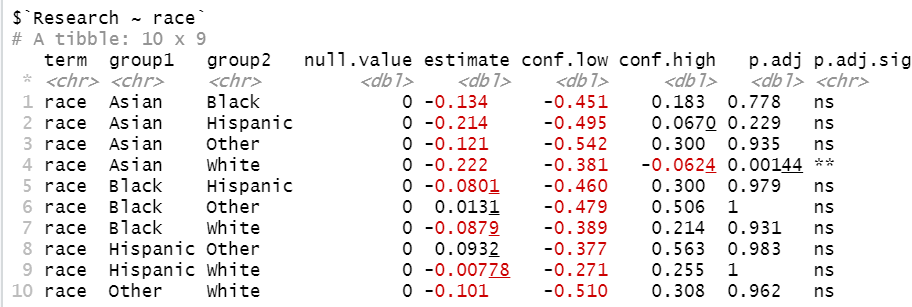 $`Research ~ race`
# A tibble: 10 x 9
term group1 group2 null.value estimate conf.low conf.high p.adj p.adj.sig
* <chr> <chr> <chr> <dbl> <dbl> <dbl> <dbl> <dbl> <chr>
1 race Asian Black 0 -0.134 -0.451 0.183 0.778 ns
2 race Asian Hispanic 0 -0.214 -0.495 0.0670 0.229 ns
3 race Asian Other 0 -0.121 -0.542 0.300 0.935 ns
4 race Asian White 0 -0.222 -0.381 -0.0624 0.00144 **
5 race Black Hispanic 0 -0.0801 -0.460 0.300 0.979 ns
6 race Black Other 0 0.0131 -0.479 0.506 1 ns
7 race Black White 0 -0.0879 -0.389 0.214 0.931 ns
8 race Hispanic Other 0 0.0932 -0.377 0.563 0.983 ns
9 race Hispanic White 0 -0.00778 -0.271 0.255 1 ns
10 race Other White 0 -0.101 -0.510 0.308 0.962 ns